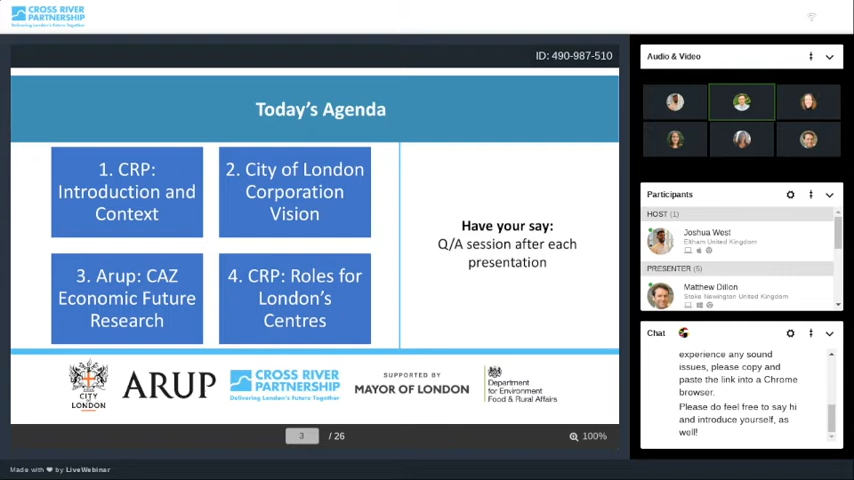 CROSS RIVER
PARTNERSHIP
Delivering London's Future Together
ID: 490-987-510
Today's Agenda
1. CRP:
Introduction and
Context
2. City of London
Corporation
Vision
3. Arup: CAZ
Economic Future
Research
4. CRP: Roles for
London's
Centres
Have your say:
Q/A session after each
presentation
CITY
OF
LONDON
ARUP
CROSS RIVER
PARTNERSHIP
Delivering London's Future Together
SUPPORTED BY
MAYOR OF LONDON
Department
for Environment
Food & Rural Affairs
3 / 26
100%
Made with ❤ by LiveWebinar
Audio & Video
Participants
HOST (1)
Joshua West
Eltham United Kingdom
PRESENTER (5)
Matthew Dillon
Stoke Newington United Kingdom
Chat
experience any sound
issues, please copy and
paste the link into a Chrome
browser.
Please do feel free to say hi
and introduce yourself, as
well!